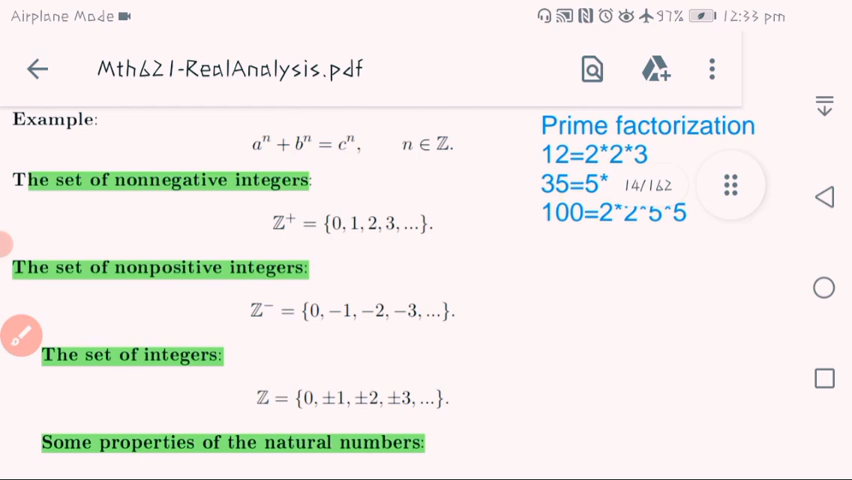 Airplane Mode 97% 12:33 pm
Mth621-RealAnalysis.pdf
Example:
aⁿ + bⁿ = cⁿ, n ∈ ℤ.
The set of nonnegative integers:
ℤ⁺ = {0, 1, 2, 3, ...}.
The set of nonpositive integers:
ℤ⁻ = {0, −1, −2, −3, ...}.
The set of integers:
ℤ = {0, ±1, ±2, ±3, ...}.
Some properties of the natural numbers:
Prime factorization
12=2*2*3
35=5*
14/162
100=2*2*5*5